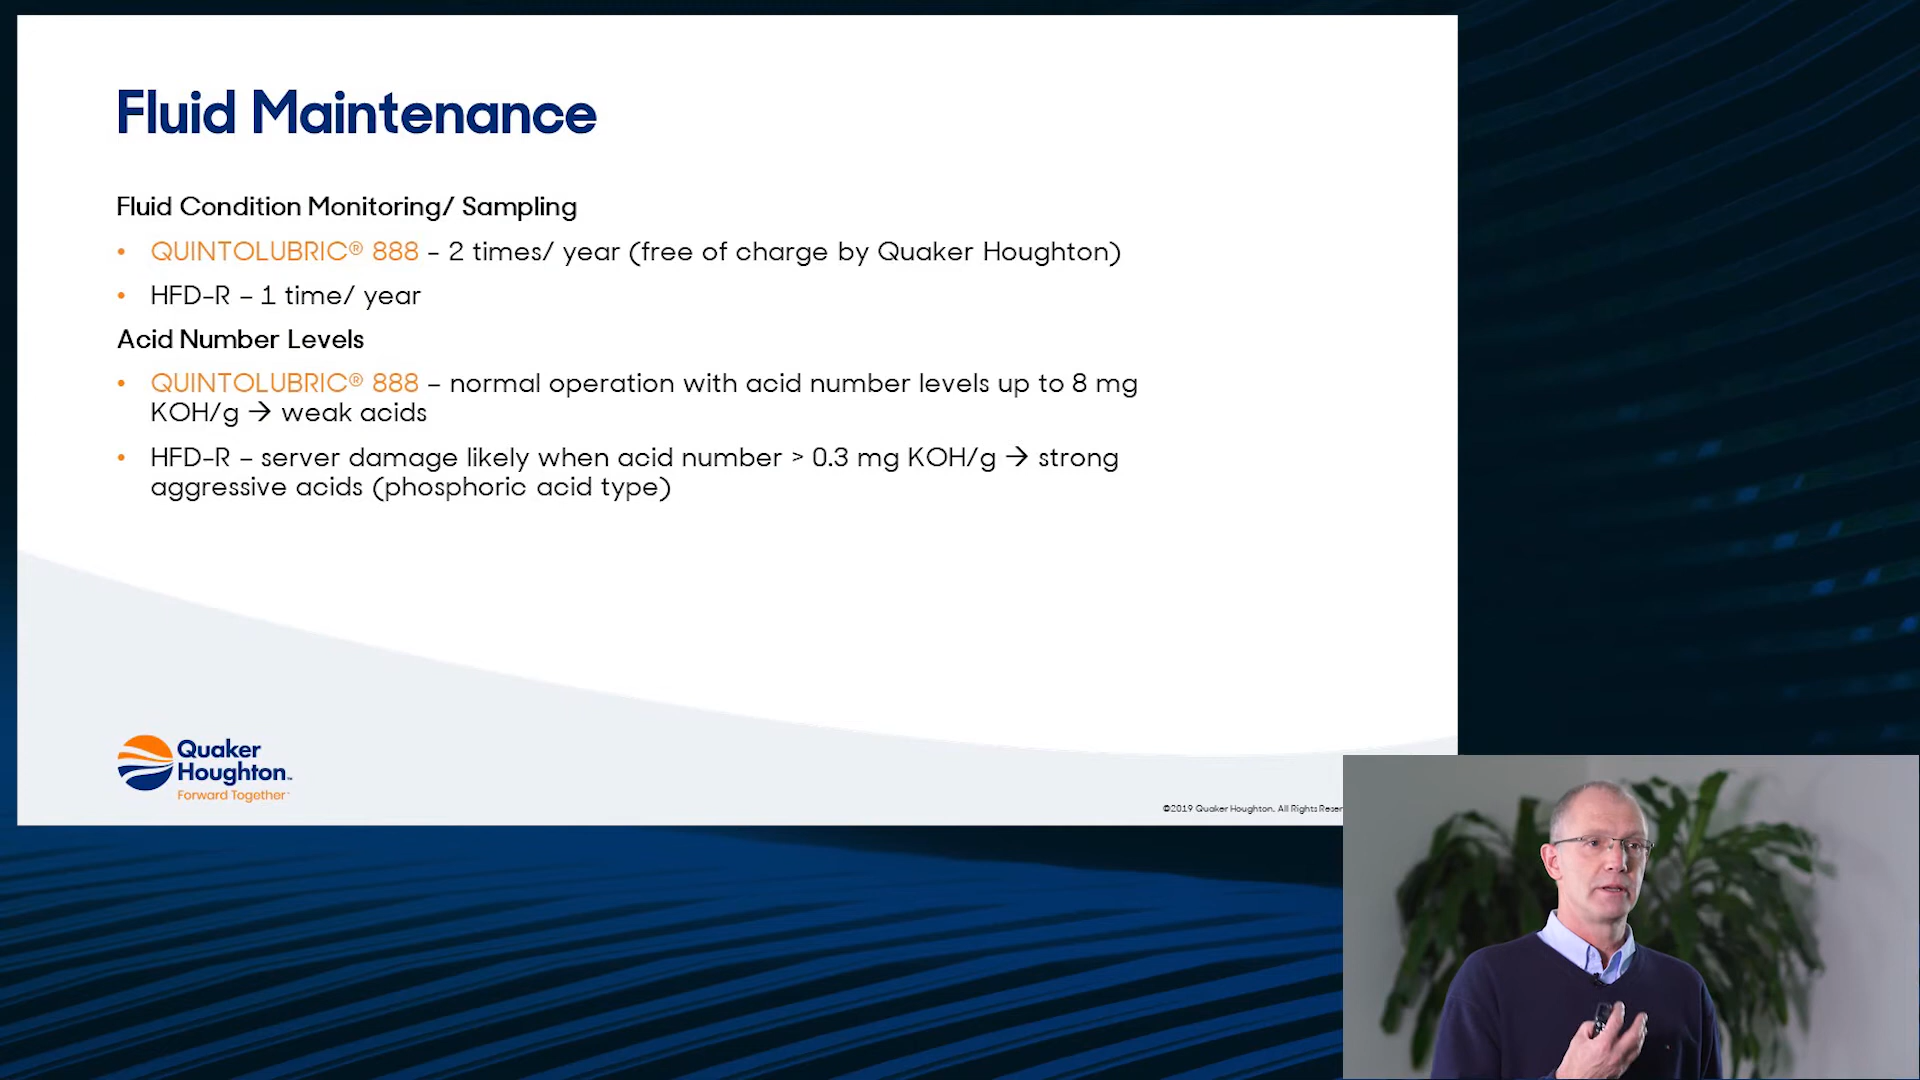 Fluid Maintenance
Fluid Condition Monitoring/ Sampling
• QUINTOLUBRIC® 888 – 2 times/ year (free of charge by Quaker Houghton)
• HFD-R – 1 time/ year
Acid Number Levels
• QUINTOLUBRIC® 888 – normal operation with acid number levels up to 8 mg
KOH/g → weak acids
• HFD-R – server damage likely when acid number > 0.3 mg KOH/g → strong
aggressive acids (phosphoric acid type)
Quaker
Houghton™
Forward Together™
©2019 Quaker Houghton. All Rights